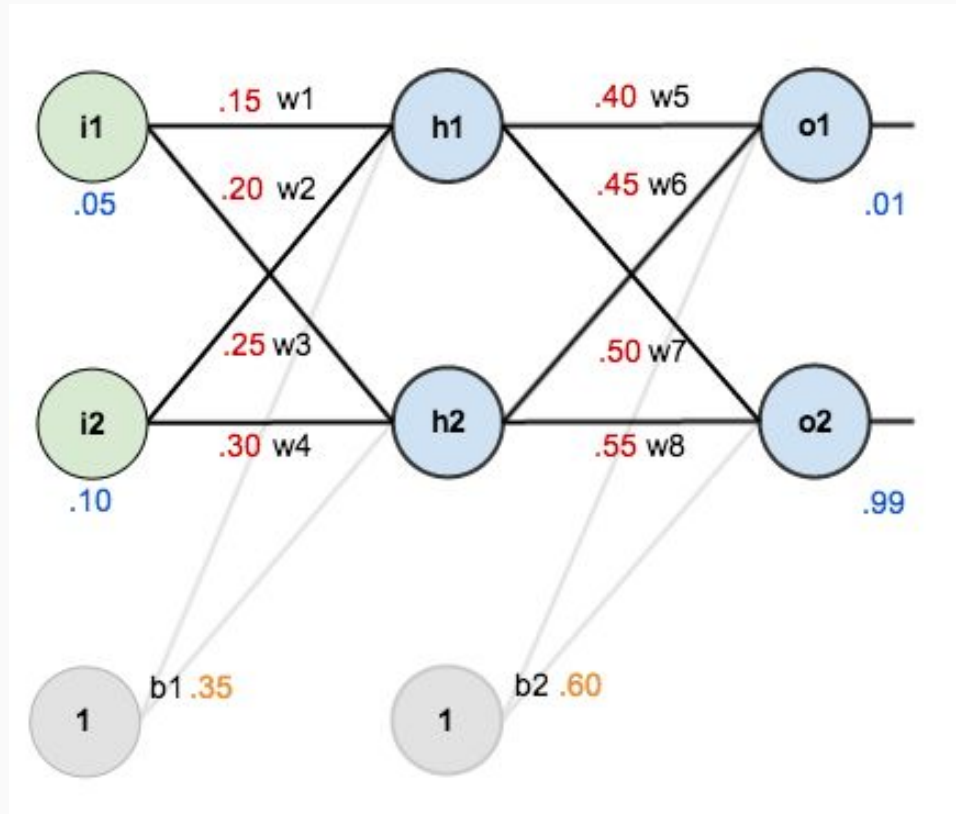 i1
.15 w1
h1
.40 w5
o1
.05
.20 w2
.45 w6
.01
.25 w3
.50 w7
i2
.30 w4
h2
.55 w8
o2
.10
.99
1
b1 .35
1
b2 .60